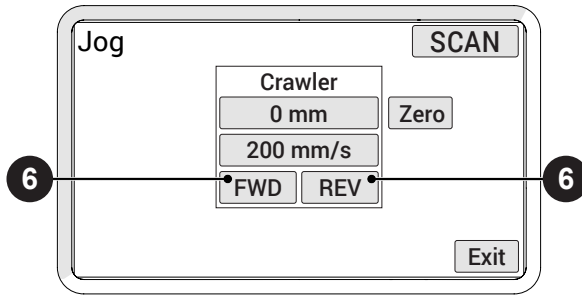 Jog SCAN
Crawler
0 mm Zero
200 mm/s
6 FWD REV 6
Exit